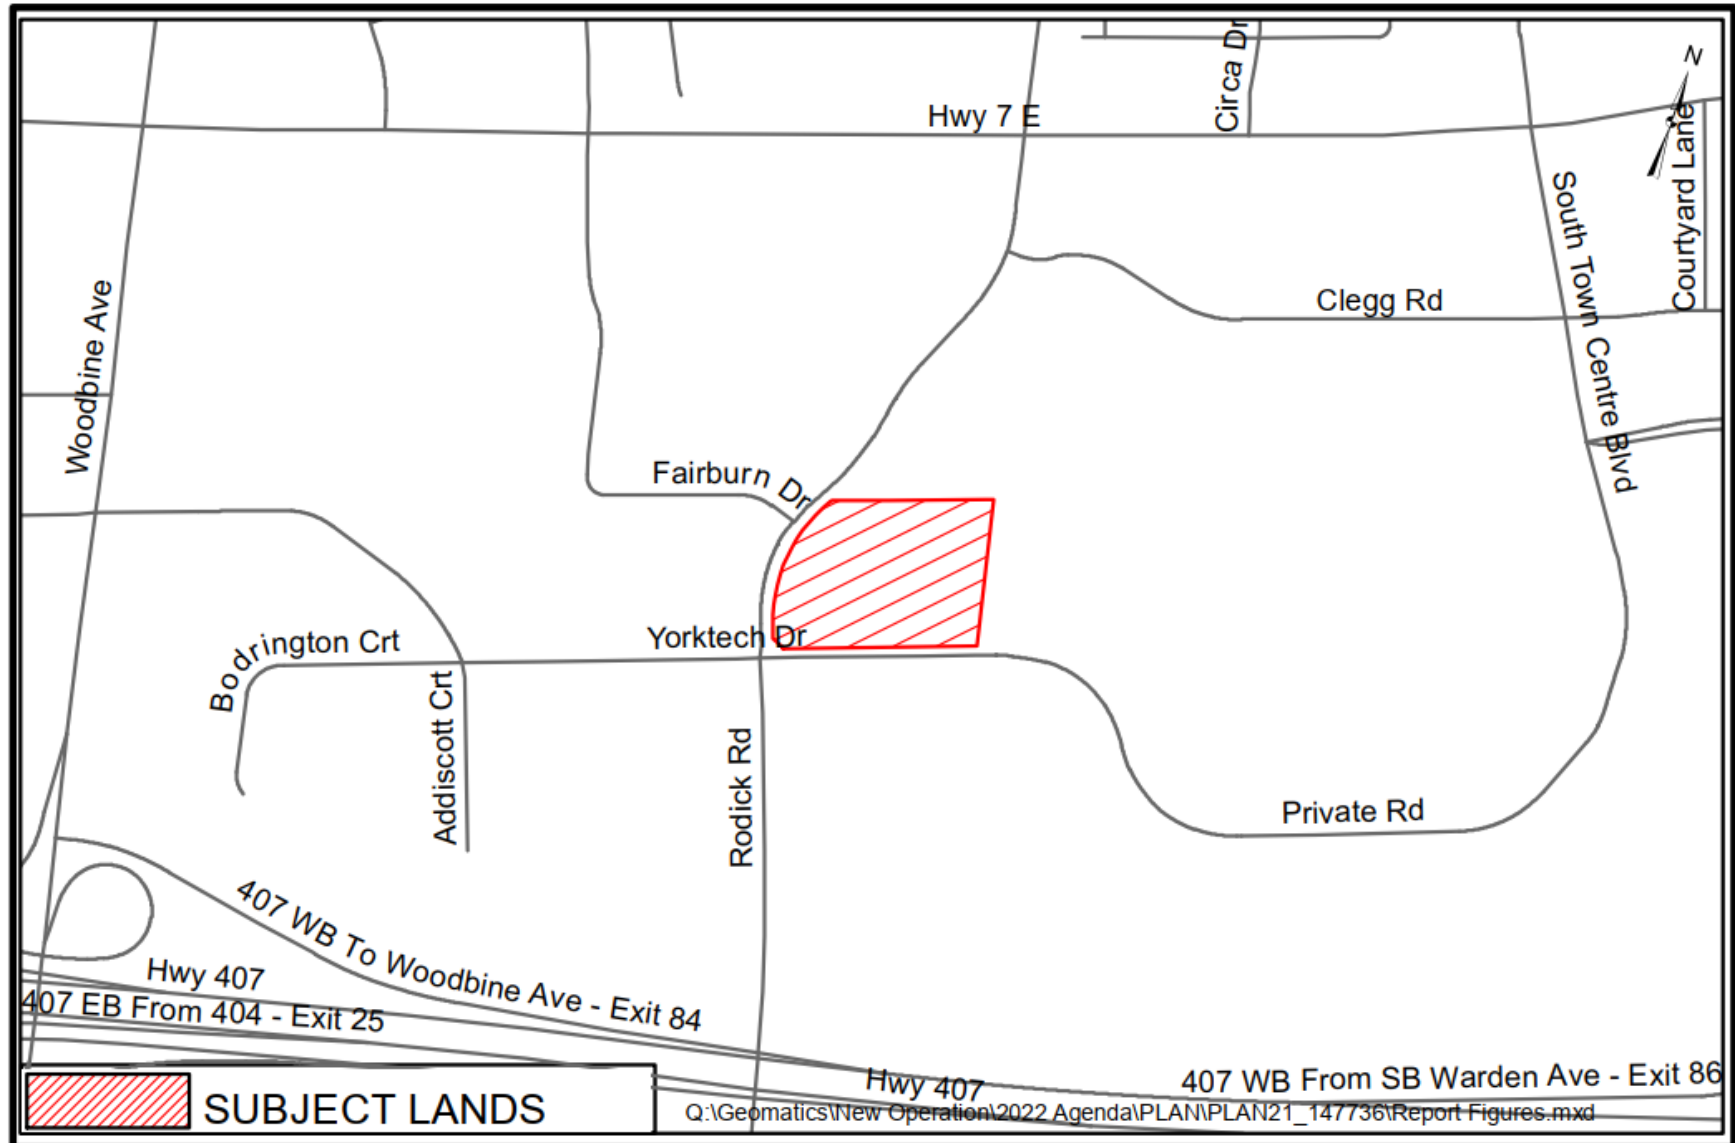 Circa Dr
N
Hwy 7 E
Courtyard Lane
South Town Centre Blvd
Woodbine Ave
Clegg Rd
Fairburn Dr
Yorktech Dr
Bodrington Crt
Addiscott Crt
Rodick Rd
Private Rd
407 WB To Woodbine Ave - Exit 84
Hwy 407
407 EB From 404 - Exit 25
Hwy 407
407 WB From SB Warden Ave - Exit 86
SUBJECT LANDS
Q:\Geomatics\New Operation\2022 Agenda\PLAN\PLAN21_147736\Report Figures.mxd